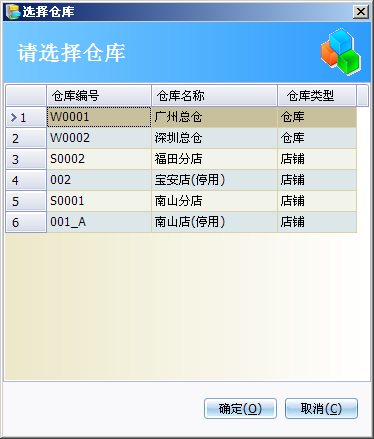 选择仓库
请选择仓库
仓库编号 仓库名称 仓库类型
1 W0001 广州总仓 仓库
2 W0002 深圳总仓 仓库
3 S0002 福田分店 店铺
4 002 宝安店(停用) 店铺
5 S0001 南山分店 店铺
6 001_A 南山店(停用) 店铺
确定(O) 取消(C)